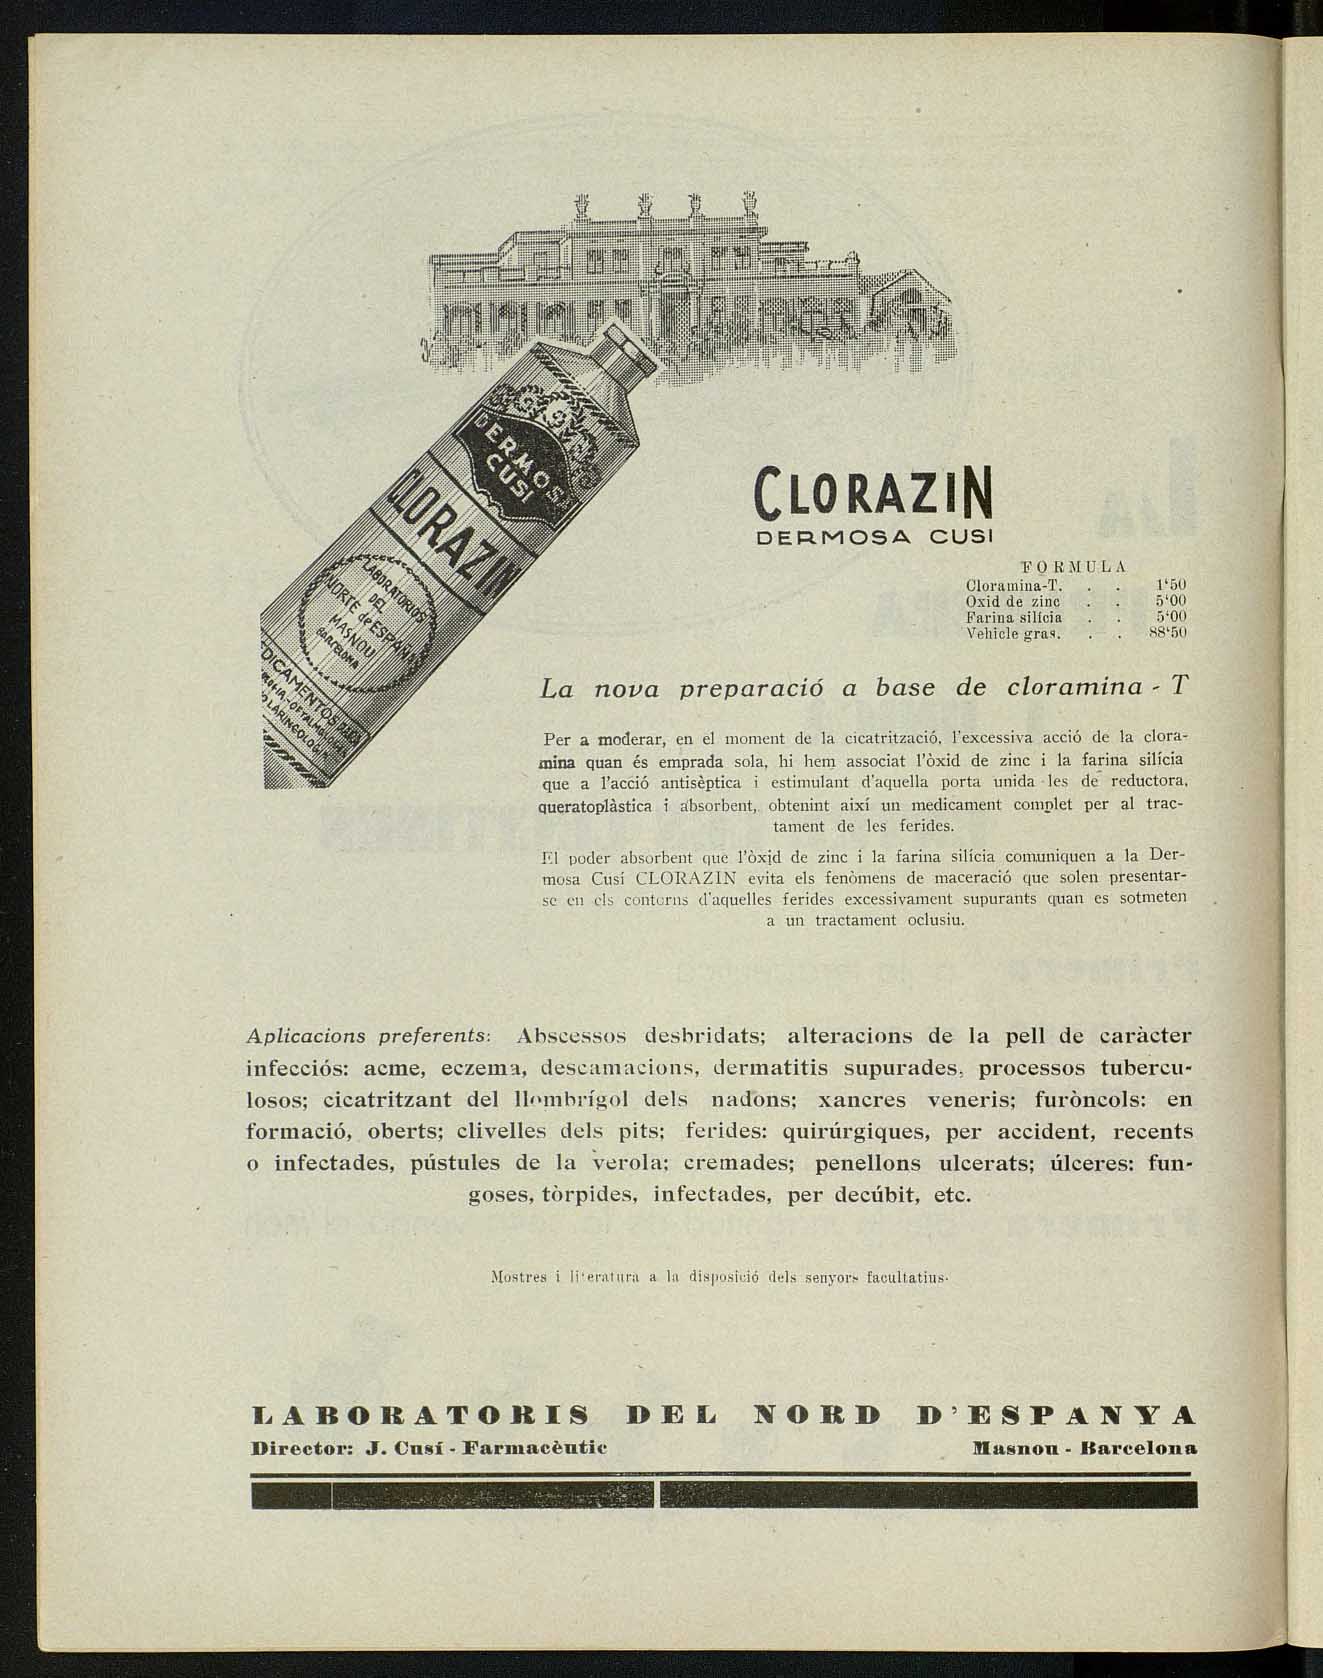 DERMOSA
CUSI
CLORAZIN
LABORATORIOS
DEL
NORTE de ESPAÑA
MASNOU
BARCELONA
CLORAZIN
DERMOSA CUSI
FORMULA
Cloramina-T. . . 1'50
Oxid de zinc . . 5'00
Farina silícia . . 5'00
Vehicle gras. . . 88'50
La nova preparació a base de cloramina - T
Per a moderar, en el moment de la cicatrització, l'excessiva acció de la clora-
mina quan és emprada sola, hi hem associat l'òxid de zinc i la farina silícia
que a l'acció antisèptica i estimulant d'aquella porta unida les de reductora,
queratoplàstica i absorbent, obtenint així un medicament complet per al trac-
tament de les ferides.
El poder absorbent que l'òxid de zinc i la farina silícia comuniquen a la Der-
mosa Cusí CLORAZIN evita els fenòmens de maceració que solen presentar-
se en els contorns d'aquelles ferides excessivament supurants quan es sotmeten
a un tractament oclusiu.
Aplicacions preferents: Abscessos desbridats; alteracions de la pell de caràcter
infecciós: acme, eczema, descamacions, dermatitis supurades, processos tubercu-
losos; cicatritzant del llombrígol dels nadons; xancres veneris; furòncols: en
formació, oberts; clivelles dels pits; ferides: quirúrgiques, per accident, recents
o infectades, pústules de la verola; cremades; penellons ulcerats; úlceres: fun-
goses, tòrpides, infectades, per decúbit, etc.
Mostres i literatura a la disposició dels senyors facultatius.
LABORATORIS DEL NORD D'ESPANYA
Director: J. Cusí - Farmacèutic Masnou - Barcelona